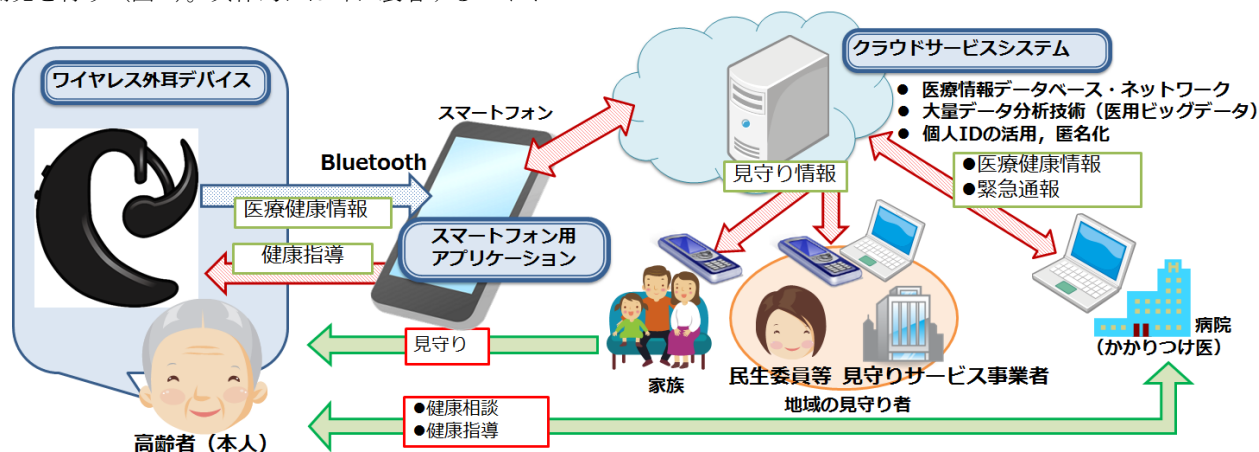 ワイヤレス外耳デバイス
スマートフォン
Bluetooth
医療健康情報
健康指導
スマートフォン用
アプリケーション
クラウドサービスシステム
● 医療情報データベース・ネットワーク
● 大量データ分析技術（医用ビッグデータ）
● 個人IDの活用，匿名化
見守り情報
●医療健康情報
●緊急通報
H
病院
（かかりつけ医）
見守り
家族
民生委員等 見守りサービス事業者
地域の見守り者
●健康相談
●健康指導
高齢者（本人）